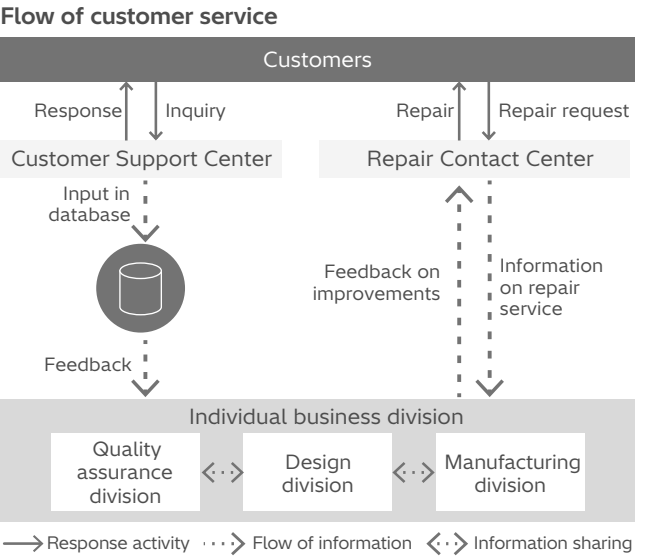 Flow of customer service
Customers
Response
Inquiry
Repair
Repair request
Customer Support Center
Repair Contact Center
Input in
database
Feedback on
improvements
Information
on repair
service
Feedback
Individual business division
Quality
assurance
division
Design
division
Manufacturing
division
Response activity
Flow of information
Information sharing